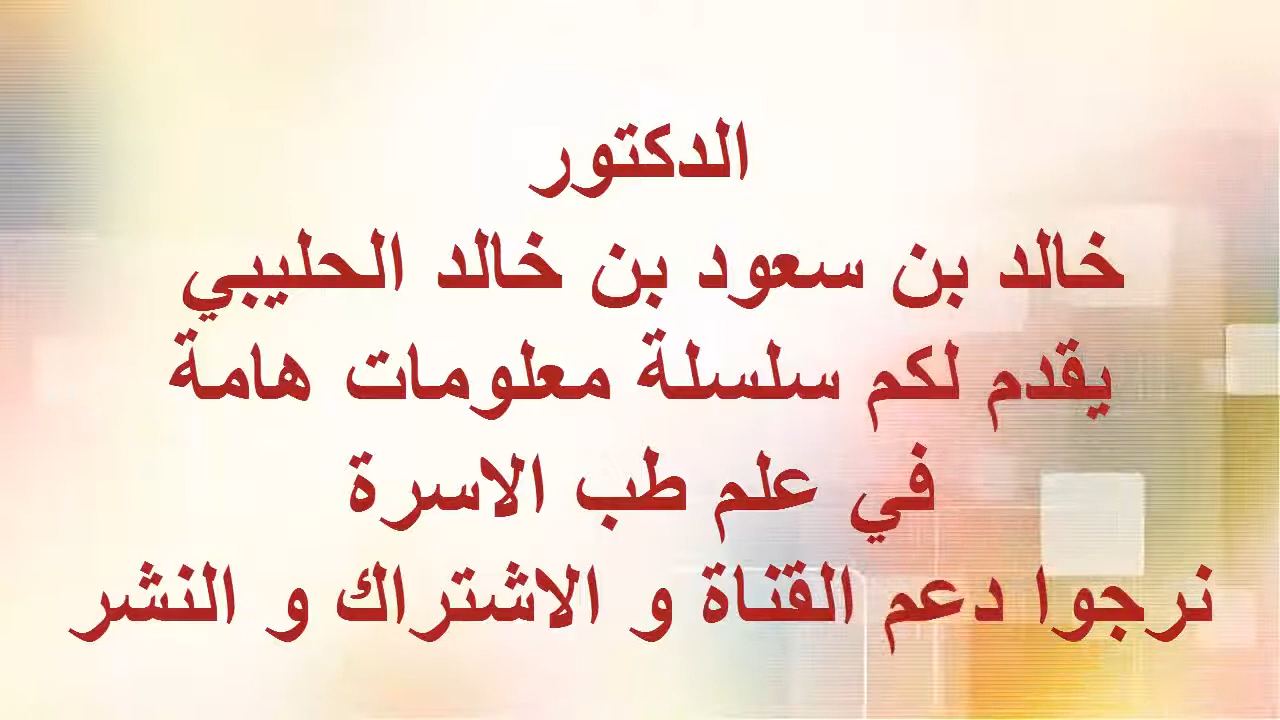 الدكتور
خالد بن سعود بن خالد الحليبي
يقدم لكم سلسلة معلومات هامة
في علم طب الاسرة
نرجوا دعم القناة و الاشتراك و النشر